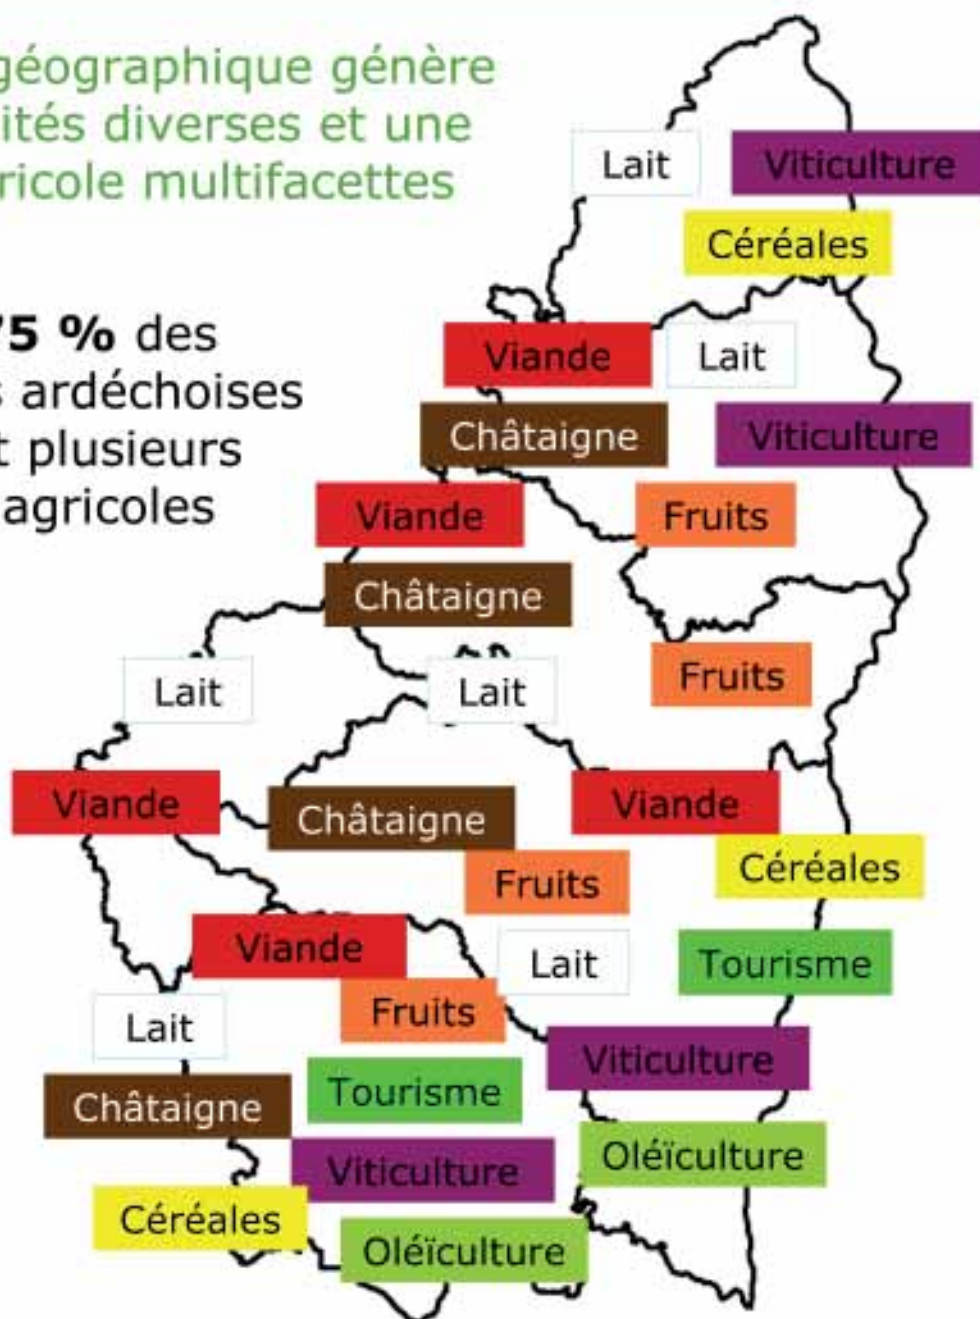 géographique génère
ités diverses et une
ricole multifacettes
Lait
Viticulture
Céréales
75 % des
ardéchoises
plusieurs
agricoles
Viande
Lait
Châtaigne
Viticulture
Viande
Fruits
Châtaigne
Fruits
Lait
Lait
Viande
Châtaigne
Viande
Fruits
Céréales
Viande
Lait
Tourisme
Fruits
Lait
Viticulture
Châtaigne
Tourisme
Viticulture
Oléïculture
Céréales
Oléïculture